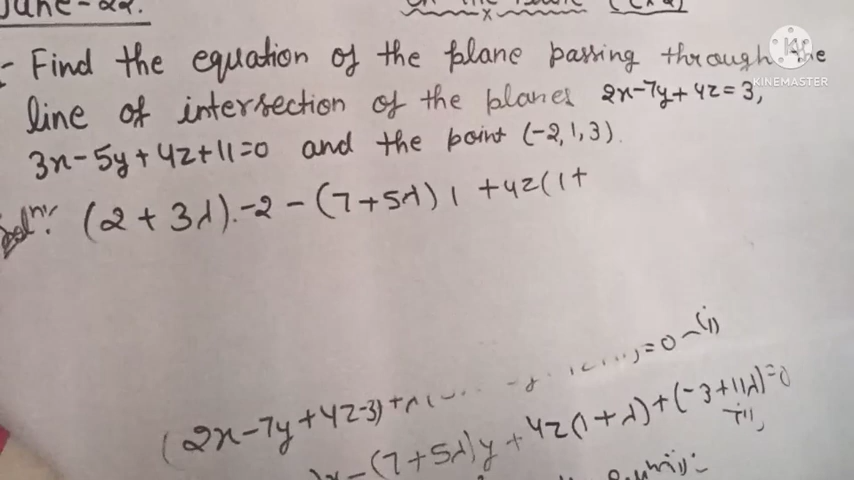 June-22.
Find the equation of the plane passing through the
KINEMASTER
line of intersection of the planes 2x-7y+4z=3,
3x-5y+4z+11=0 and the point (-2,1,3).
Soln: (2+3λ).-2-(7+5λ)1+4z(1+
(2x-7y+4z-3)+λ( =0-(i)
x-(7+5λ)y+4z(1+λ)+(-3+11λ)=0